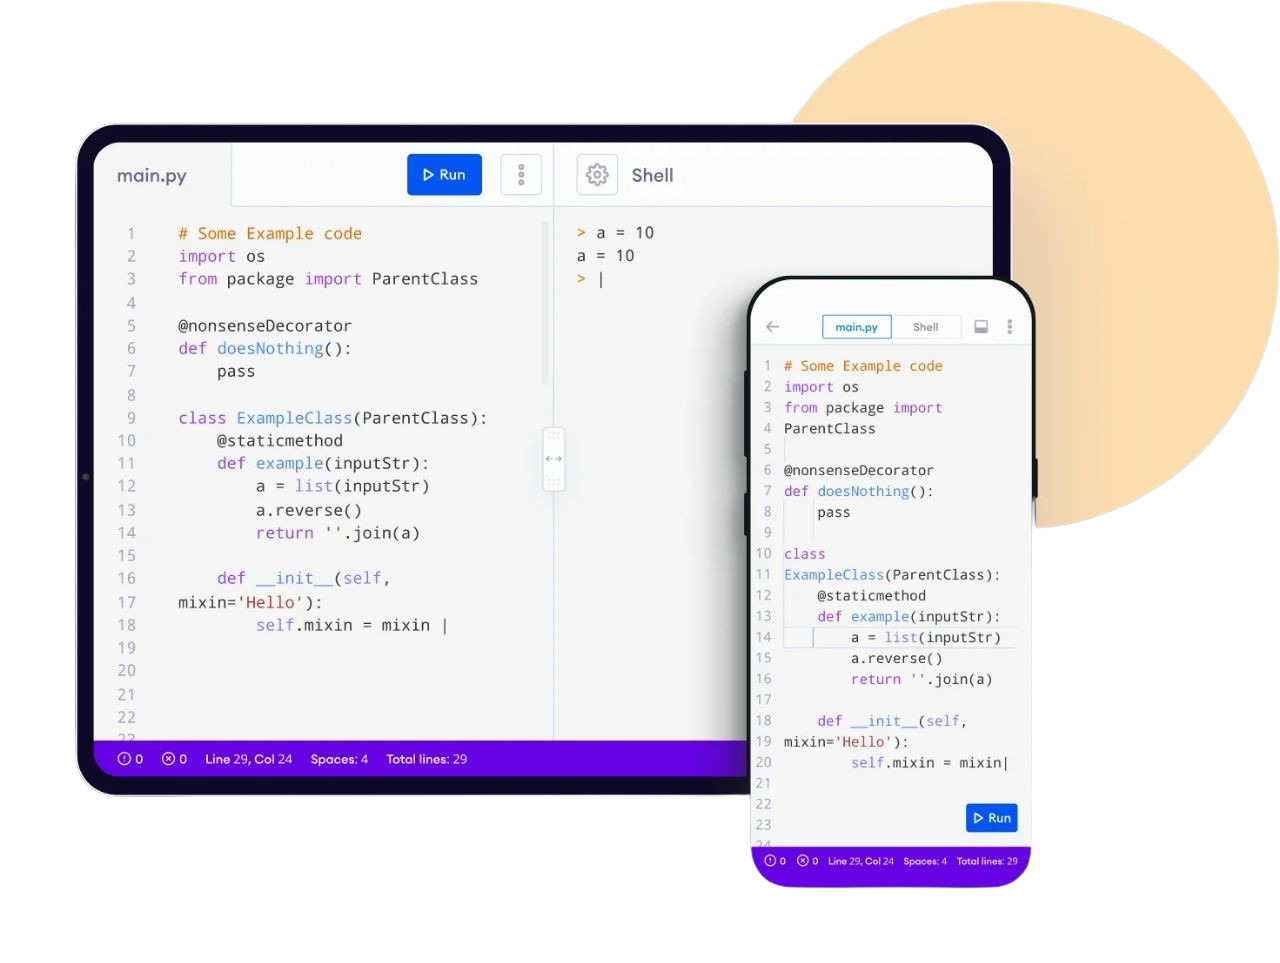 main.py
Run
Shell
1 # Some Example code
2 import os
3 from package import ParentClass
4
5 @nonsenseDecorator
6 def doesNothing():
7 pass
8
9 class ExampleClass(ParentClass):
10 @staticmethod
11 def example(inputStr):
12 a = list(inputStr)
13 a.reverse()
14 return ''.join(a)
15
16 def __init__(self,
17 mixin='Hello'):
18 self.mixin = mixin |
19
20
21
22
23
! 0 0 Line 29, Col 24 Spaces: 4 Total lines: 29
> a = 10
a = 10
> |
main.py Shell
1 # Some Example code
2 import os
3 from package import
4 ParentClass
5
6 @nonsenseDecorator
7 def doesNothing():
8 pass
9
10 class
11 ExampleClass(ParentClass):
12 @staticmethod
13 def example(inputStr):
14 a = list(inputStr)
15 a.reverse()
16 return ''.join(a)
17
18 def __init__(self,
19 mixin='Hello'):
20 self.mixin = mixin|
21
22
23
24
Run
! 0 0 Line 29, Col 24 Spaces: 4 Total lines: 29